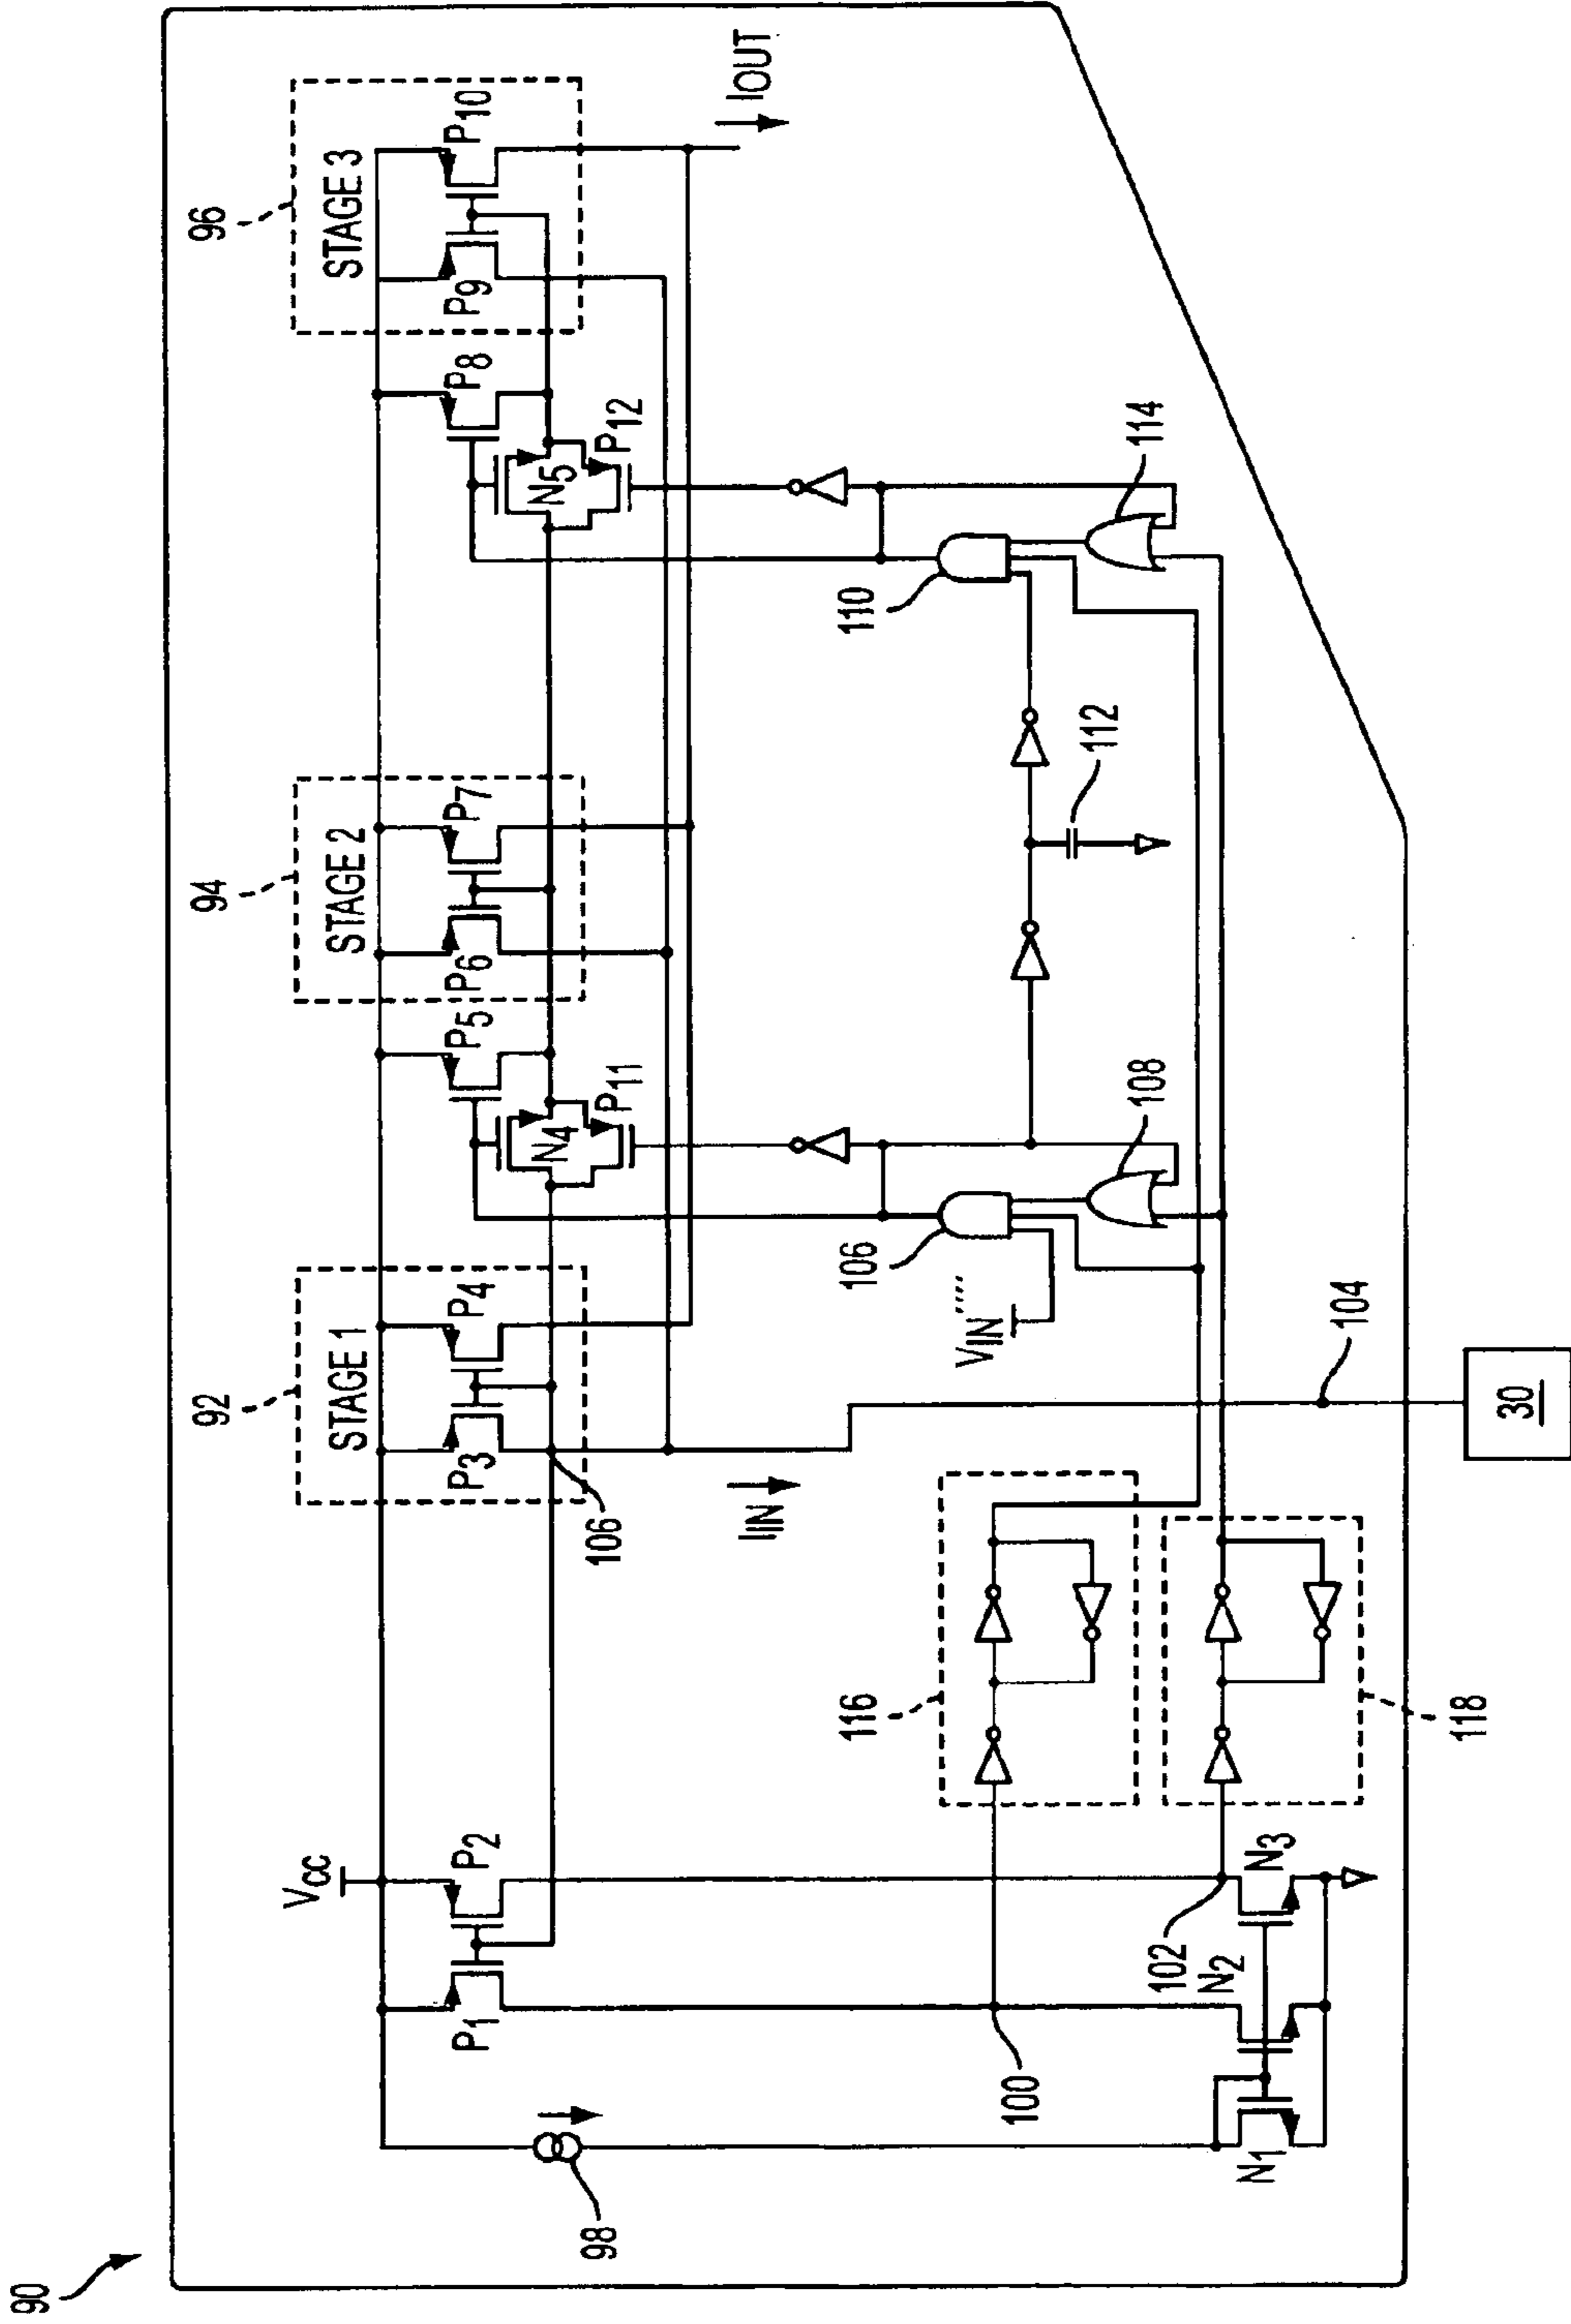 90
92
94
96
STAGE 1
STAGE 2
STAGE 3
VCC
P1
P2
P3
P4
P5
P6
P7
P8
P9
P10
N4
P11
N5
P12
98
I
106
IIN
IOUT
100
116
VIN''''
106
110
112
108
114
102
104
N1
N2
N3
118
30